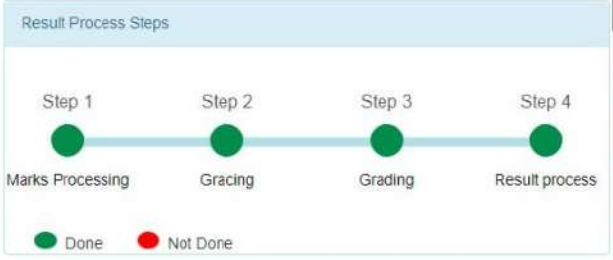 Result Process Steps
Step 1 Step 2 Step 3 Step 4
Marks Processing Gracing Grading Result process
Done Not Done